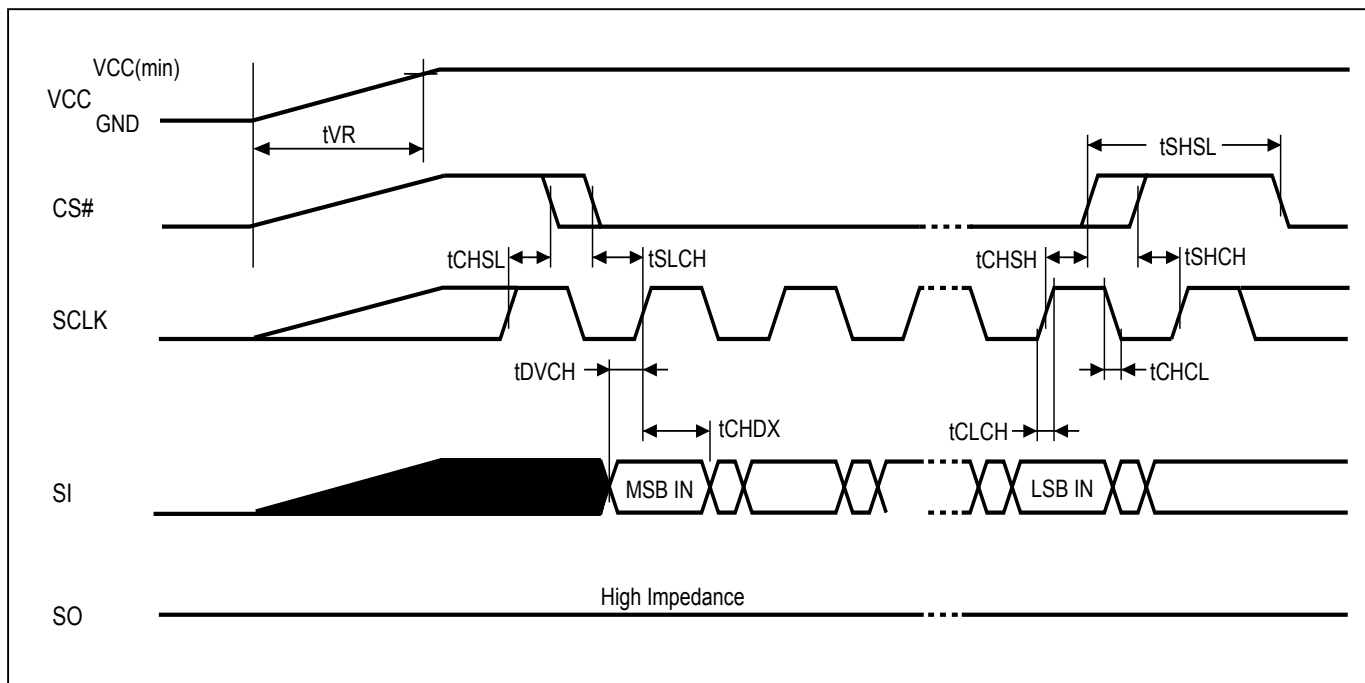 VCC(min)
VCC
GND
tVR
tSHSL
CS#
tCHSL
tSLCH
tCHSH
tSHCH
SCLK
tDVCH
tCHCL
tCHDX
tCLCH
SI
MSB IN
LSB IN
High Impedance
SO